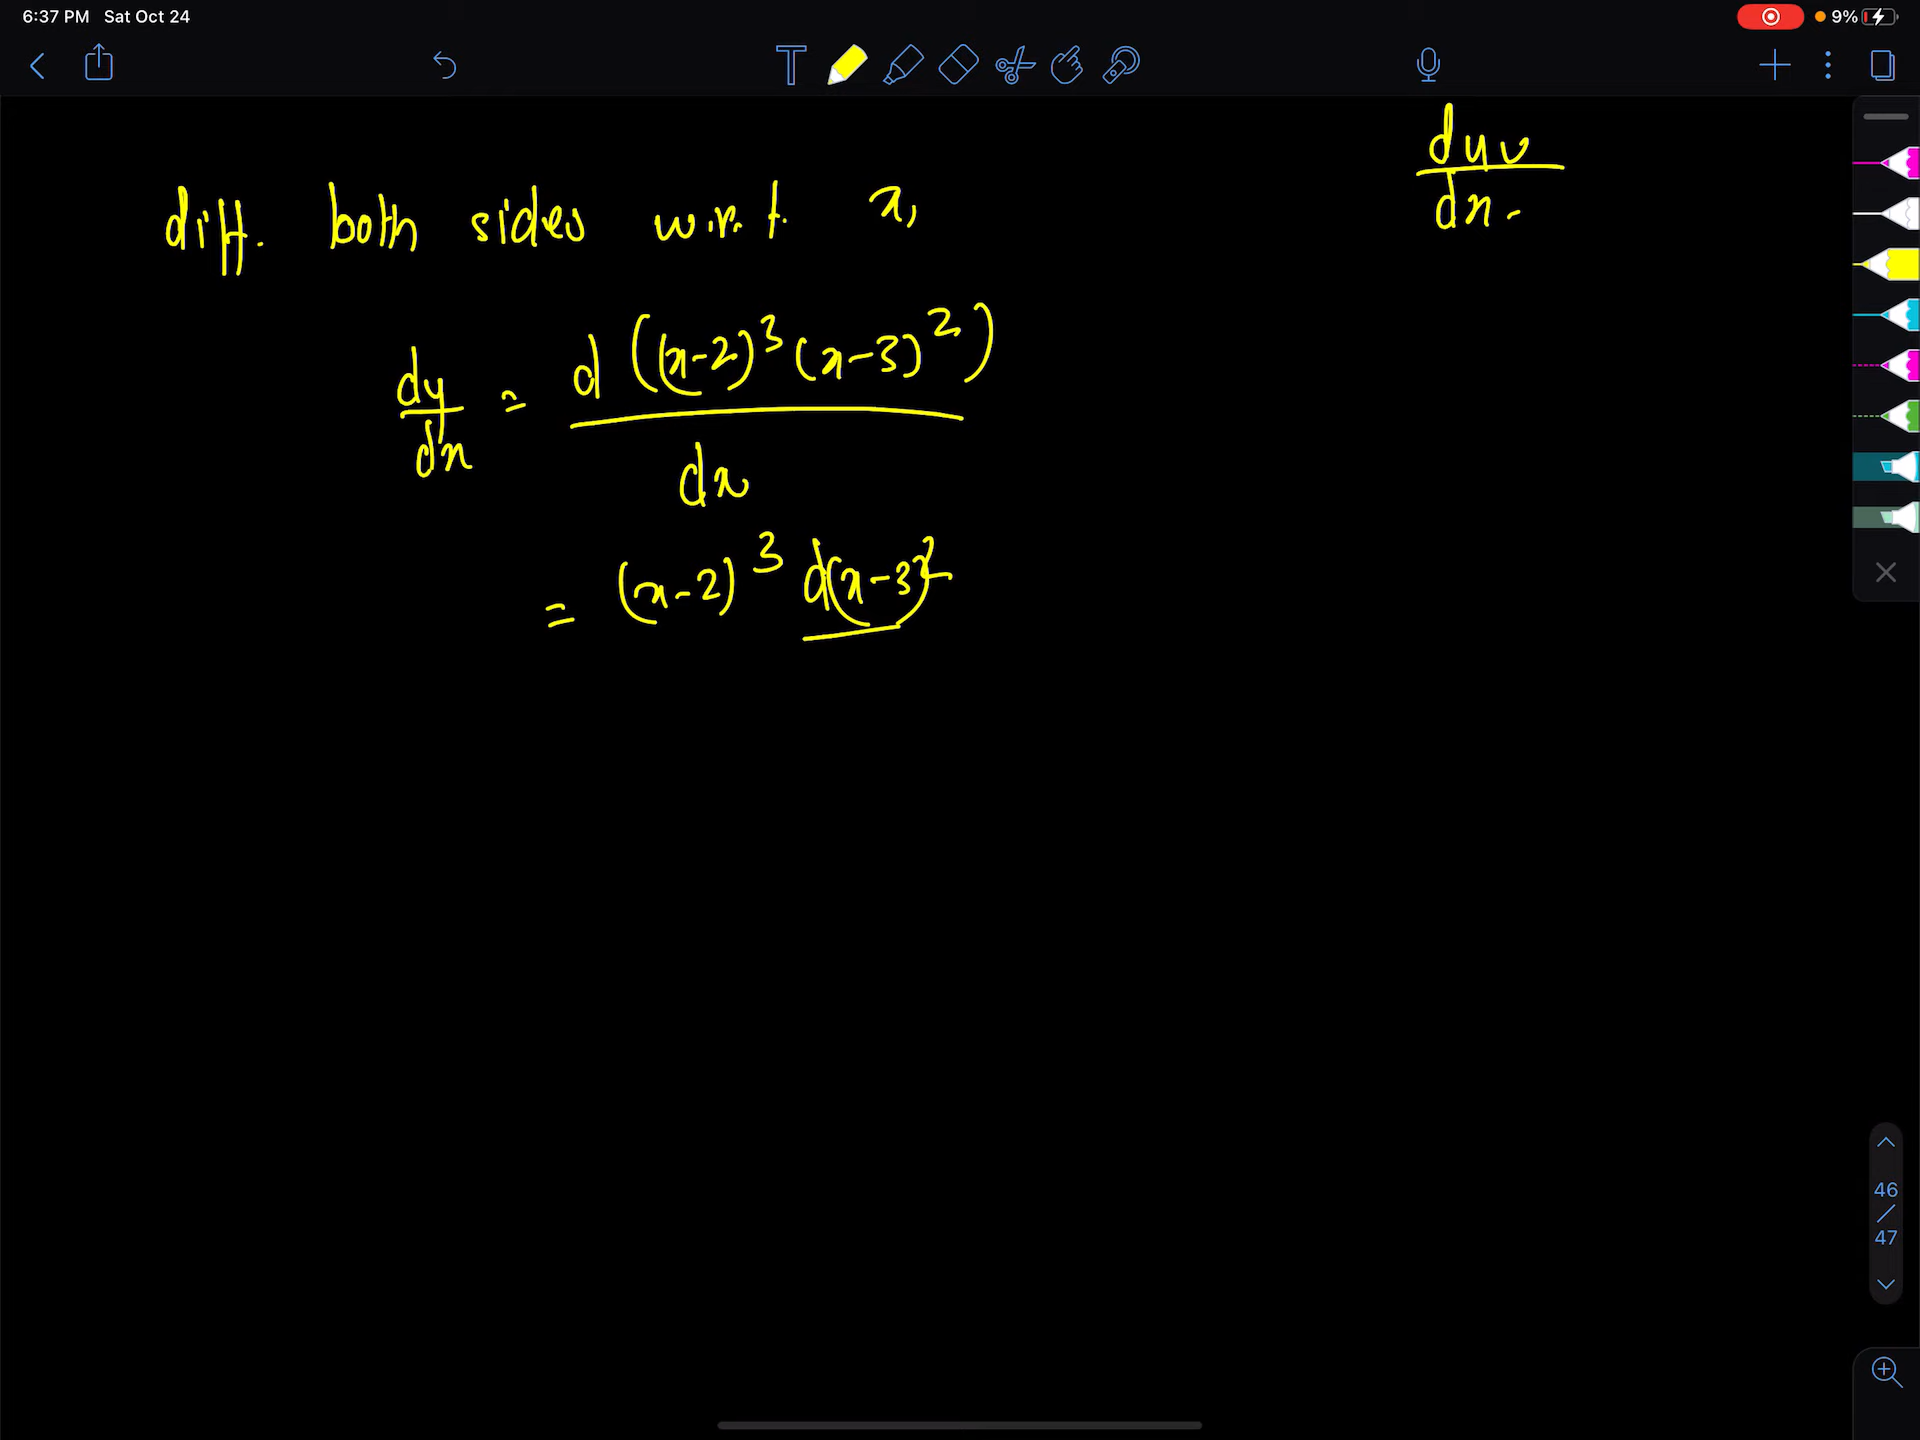 6:37 PM Sat Oct 24
9%
duv
dx
diff. both sides w.r.t. x,
dy/dx = d((x-2)³(x-3)²)/dx
= (x-2)³ d(x-3)²
46
/
47